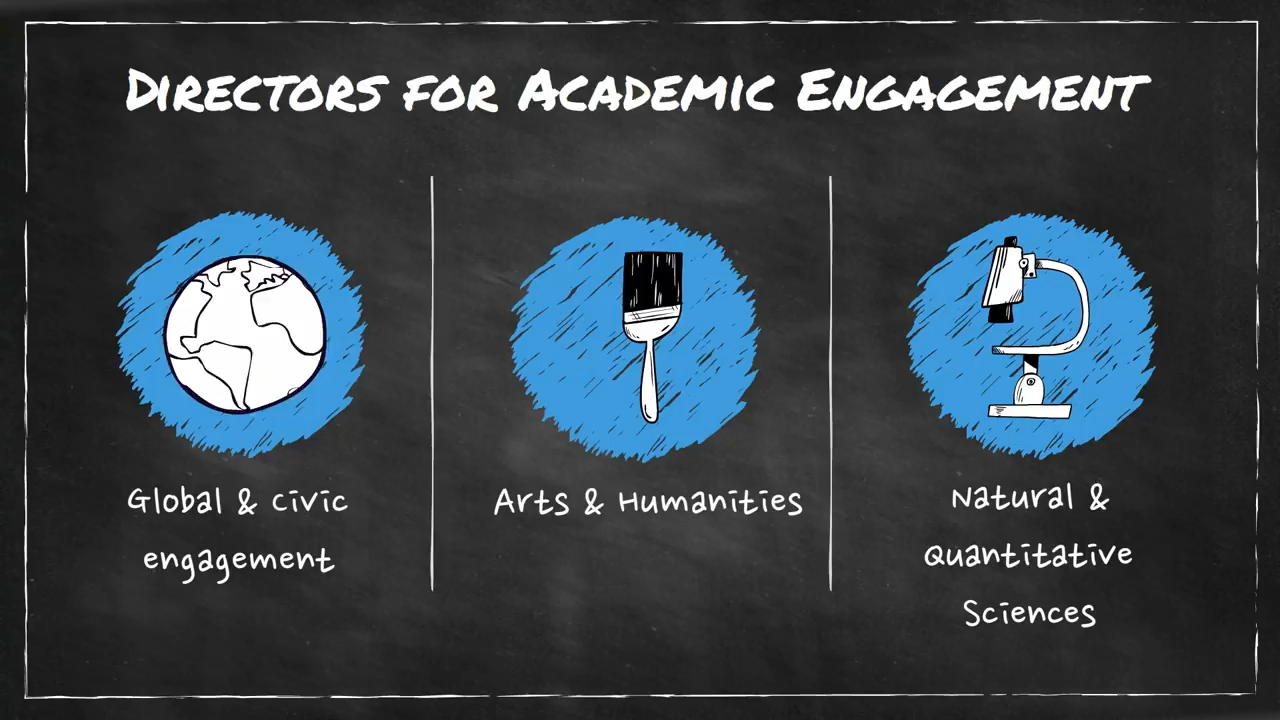 Directors for Academic Engagement
Global & Civic
engagement
Arts & Humanities
Natural &
Quantitative
Sciences